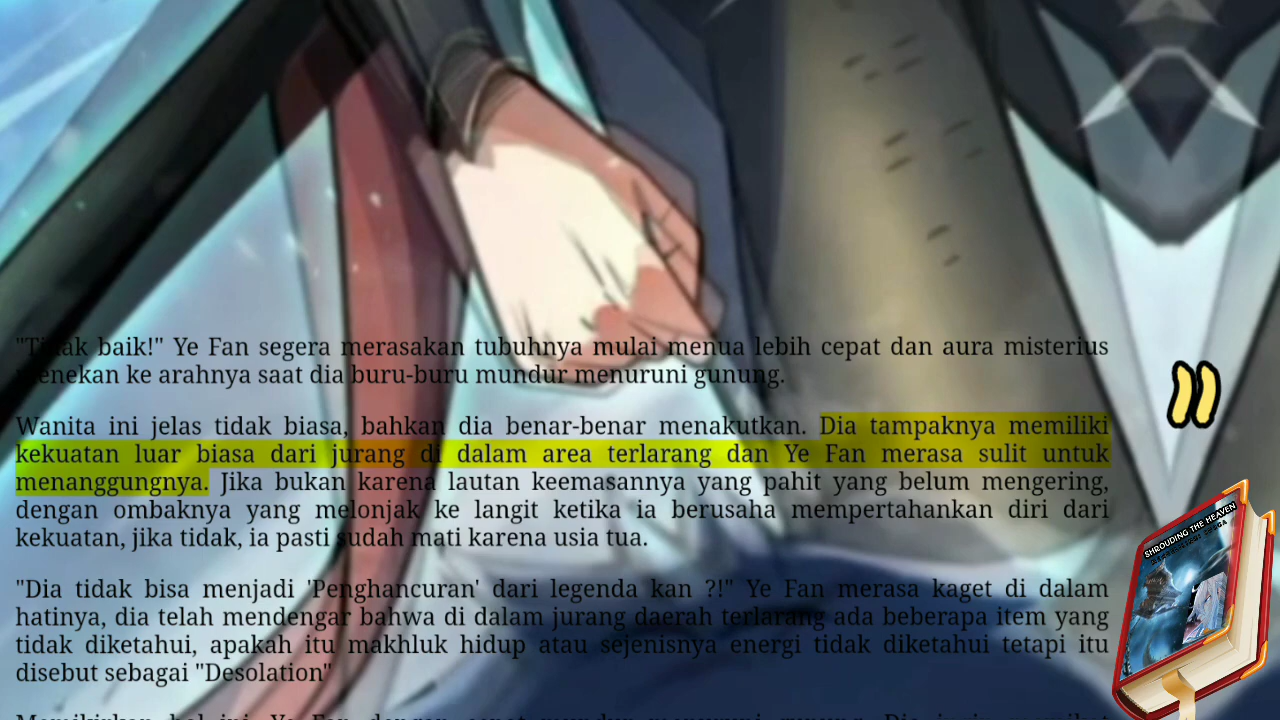 "Tidak baik!" Ye Fan segera merasakan tubuhnya mulai menua lebih cepat dan aura misterius
menekan ke arahnya saat dia buru-buru mundur menuruni gunung.
Wanita ini jelas tidak biasa, bahkan dia benar-benar menakutkan. Dia tampaknya memiliki
kekuatan luar biasa dari jurang di dalam area terlarang dan Ye Fan merasa sulit untuk
menanggungnya. Jika bukan karena lautan keemasannya yang pahit yang belum mengering,
dengan ombaknya yang melonjak ke langit ketika ia berusaha mempertahankan diri dari
kekuatan, jika tidak, ia pasti sudah mati karena usia tua.
"Dia tidak bisa menjadi 'Penghancuran' dari legenda kan ?!" Ye Fan merasa kaget di dalam
hatinya, dia telah mendengar bahwa di dalam jurang daerah terlarang ada beberapa item yang
tidak diketahui, apakah itu makhluk hidup atau sejenisnya energi tidak diketahui tetapi itu
disebut sebagai "Desolation"
SHROUDING THE HEAVEN